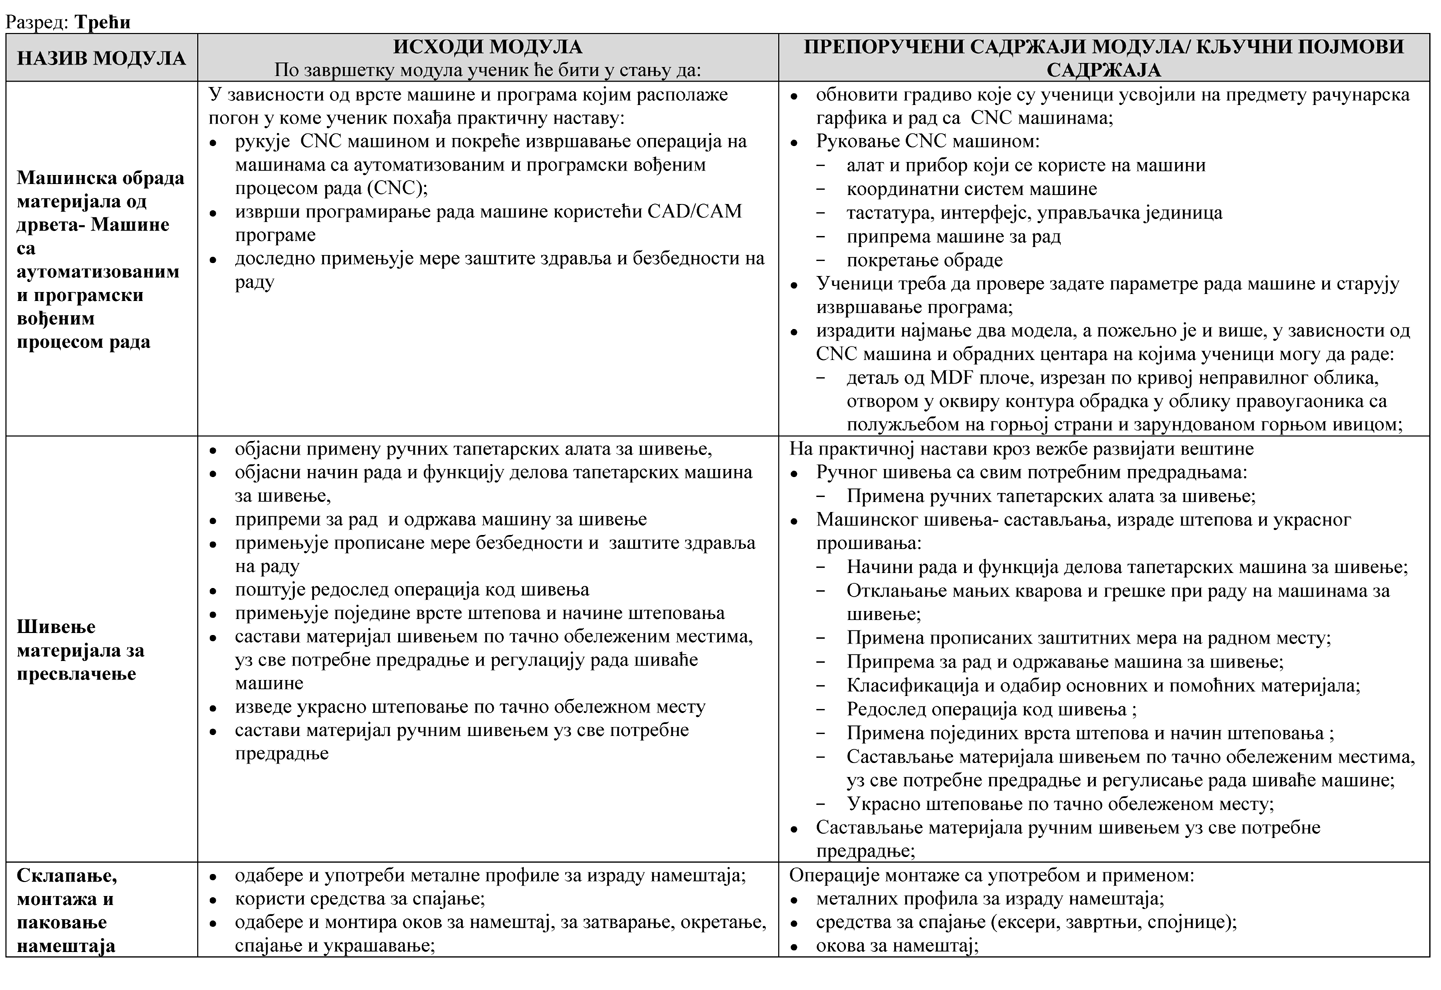 Разред: Трећи
НАЗИВ МОДУЛА
ИСХОДИ МОДУЛА
По завршетку модула ученик ће бити у стању да:
ПРЕПОРУЧЕНИ САДРЖАЈИ МОДУЛА/ КЉУЧНИ ПОЈМОВИ
САДРЖАЈА
Машинска обрада
материјала од
дрвета- Машине
са
аутоматизованим
и програмски
вођеним
процесом рада
У зависности од врсте машине и програма којим располаже
погон у коме ученик похађа практичну наставу:
• рукује  CNC машином и покреће извршавање операција на
машинама са аутоматизованим и програмски вођеним
процесом рада (CNC);
• изврши програмирање рада машине користећи CAD/CAM
програме
• доследно примењује мере заштите здравља и безбедности на
раду
• обновити градиво које су ученици усвојили на предмету рачунарска
гарфика и рад са  CNC машинама;
• Руковање CNC машином:
− алат и прибор који се користе на машини
− координатни систем машине
− тастатура, интерфејс, управљачка јединица
− припрема машине за рад
− покретање обраде
• Ученици треба да провере задате параметре рада машине и старују
извршавање програма;
• израдити најмање два модела, а пожељно је и више, у зависности од
CNC машина и обрадних центара на којима ученици могу да раде:
− детаљ од MDF плоче, изрезан по кривој неправилног облика,
отвором у оквиру контура обрадка у облику правоугаоника са
полужљебом на горњој страни и зарундованом горњом ивицом;
Шивење
материјала за
пресвлачење
• објасни примену ручних тапетарских алата за шивење,
• објасни начин рада и функцију делова тапетарских машина
за шивење,
• припреми за рад  и одржава машину за шивење
• примењује прописане мере безбедности и  заштите здравља
на раду
• поштује редослед операција код шивења
• примењује поједине врсте штепова и начине штеповања
• састави материјал шивењем по тачно обележеним местима,
уз све потребне предрадње и регулацију рада шиваће
машине
• изведе украсно штеповање по тачно обележном месту
• састави материјал ручним шивењем уз све потребне
предрадње
На практичној настави кроз вежбе развијати вештине
• Ручног шивења са свим потребним предрадњама:
− Примена ручних тапетарских алата за шивење;
• Машинског шивења- састављања, израде штепова и украсног
прошивања:
− Начини рада и функција делова тапетарских машина за шивење;
− Отклањање мањих кварова и грешке при раду на машинама за
шивење;
− Примена прописаних заштитних мера на радном месту;
− Припрема за рад и одржавање машина за шивење;
− Класификација и одабир основних и помоћних материјала;
− Редослед операција код шивења ;
− Примена појединих врста штепова и начин штеповања ;
− Састављање материјала шивењем по тачно обележеним местима,
уз све потребне предрадње и регулисање рада шиваће машине;
− Украсно штеповање по тачно обележеном месту;
• Састављање материјала ручним шивењем уз све потребне
предрадње;
Склапање,
монтажа и
паковање
намештаја
• одабере и употреби металне профиле за израду намештаја;
• користи средства за спајање;
• одабере и монтира оков за намештај, за затварање, окретање,
спајање и украшавање;
Операције монтаже са употребом и применом:
• металних профила за израду намештаја;
• средства за спајање (ексери, завртњи, спојнице);
• окова за намештај;